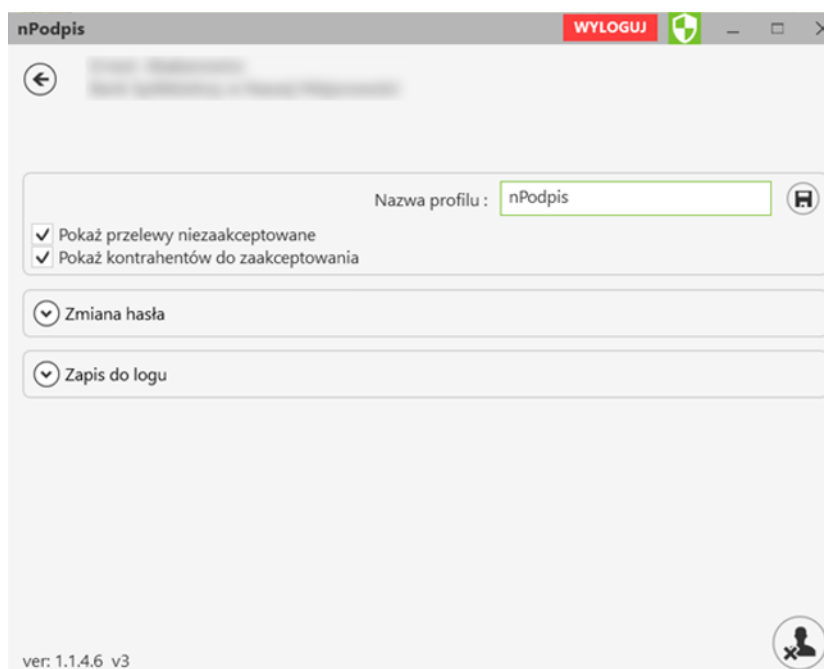 nPodpis WYLOGUJ
Nazwa profilu : nPodpis
Pokaż przelewy niezaakceptowane
Pokaż kontrahentów do zaakceptowania
Zmiana hasła
Zapis do logu
ver: 1.1.4.6 v3